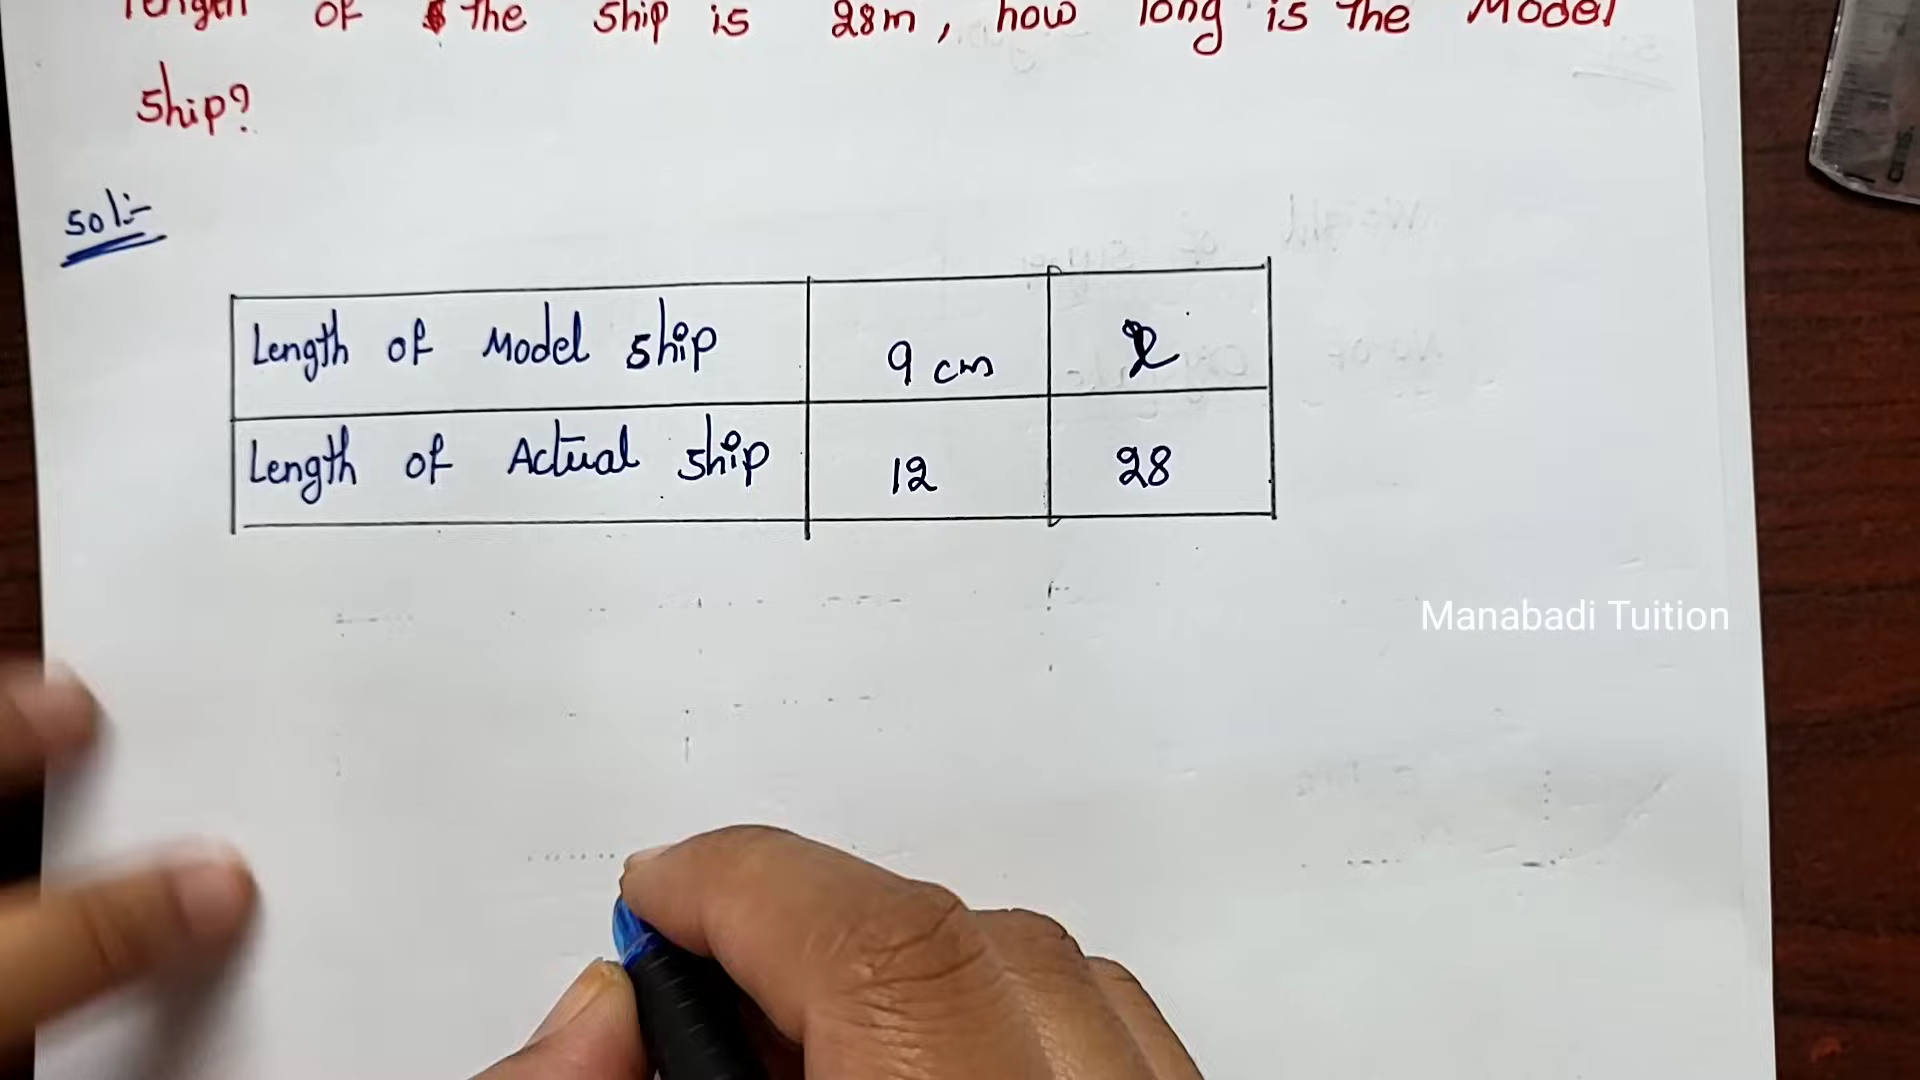 length of the ship is 28m, how long is the Model
Ship?
Sol:-
Length of Model ship 9 cm
Length of Actual ship 12 28
Manabadi Tuition